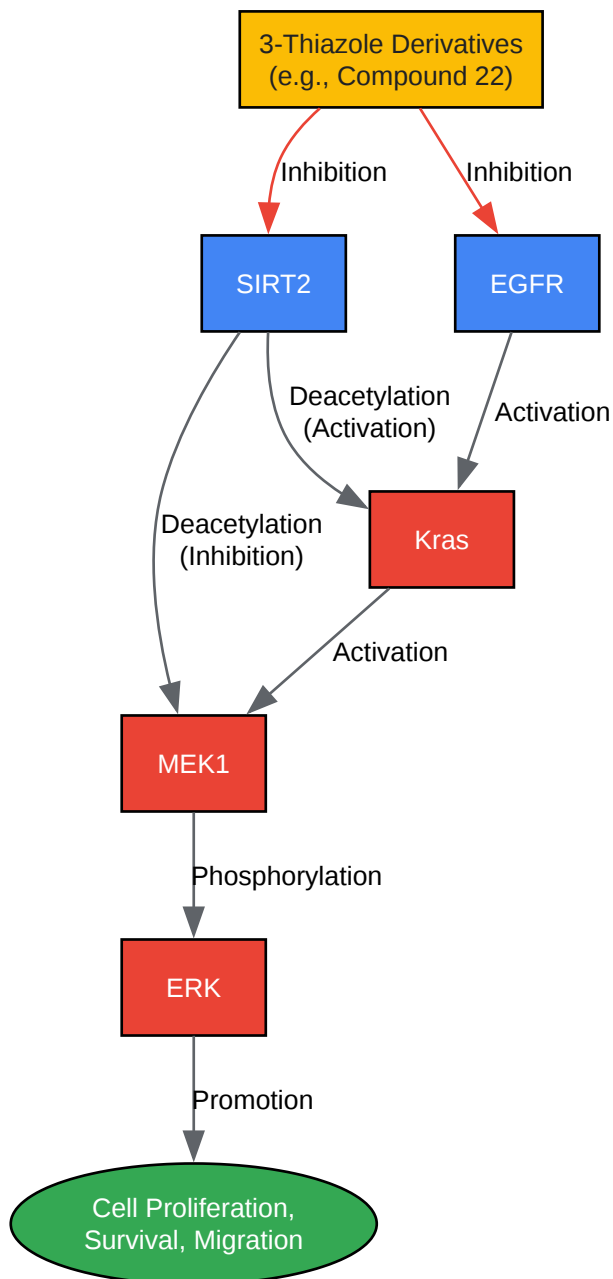 3-Thiazole Derivatives
(e.g., Compound 22)
Inhibition
Inhibition
SIRT2
EGFR
Deacetylation
(Activation)
Activation
Deacetylation
(Inhibition)
Kras
Activation
MEK1
Phosphorylation
ERK
Promotion
Cell Proliferation,
Survival, Migration